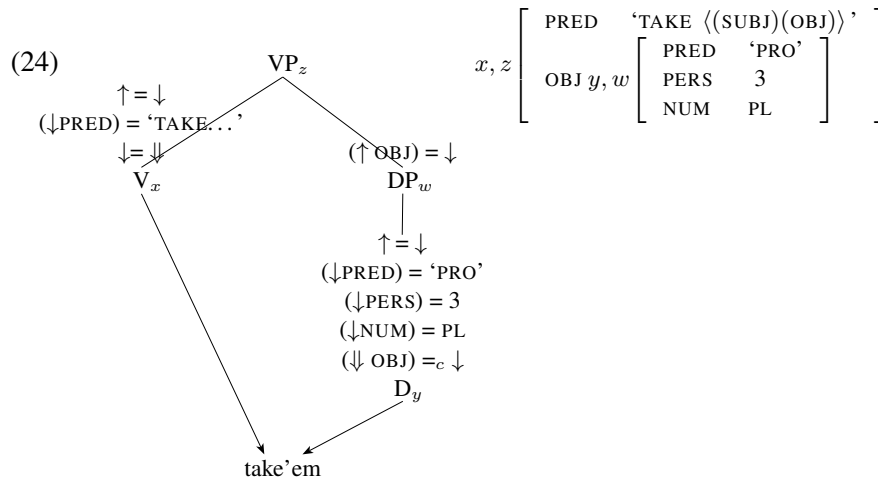 (24)
VP_z
↑ = ↓
(↓PRED) = ‘TAKE…’
↓ = ⇓
V_x
(↑ OBJ) = ↓
DP_w
↑ = ↓
(↓PRED) = ‘PRO’
(↓PERS) = 3
(↓NUM) = PL
(⇓ OBJ) =_c ↓
D_y
take’em
x, z
PRED ‘TAKE ⟨(SUBJ)(OBJ)⟩ ’
OBJ y, w
PRED ‘PRO’
PERS 3
NUM PL